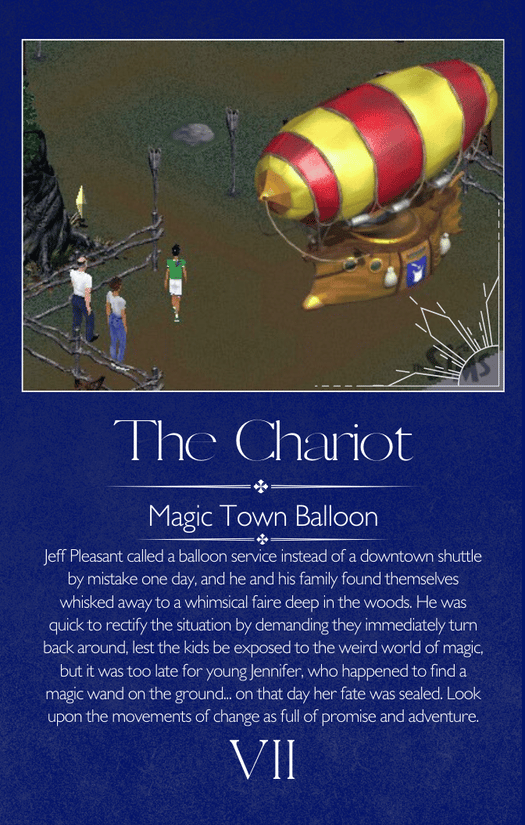 The Chariot
Magic Town Balloon
Jeff Pleasant called a balloon service instead of a downtown shuttle
by mistake one day, and he and his family found themselves
whisked away to a whimsical faire deep in the woods. He was
quick to rectify the situation by demanding they immediately turn
back around, lest the kids be exposed to the weird world of magic,
but it was too late for young Jennifer, who happened to find a
magic wand on the ground... on that day her fate was sealed. Look
upon the movements of change as full of promise and adventure.
VII